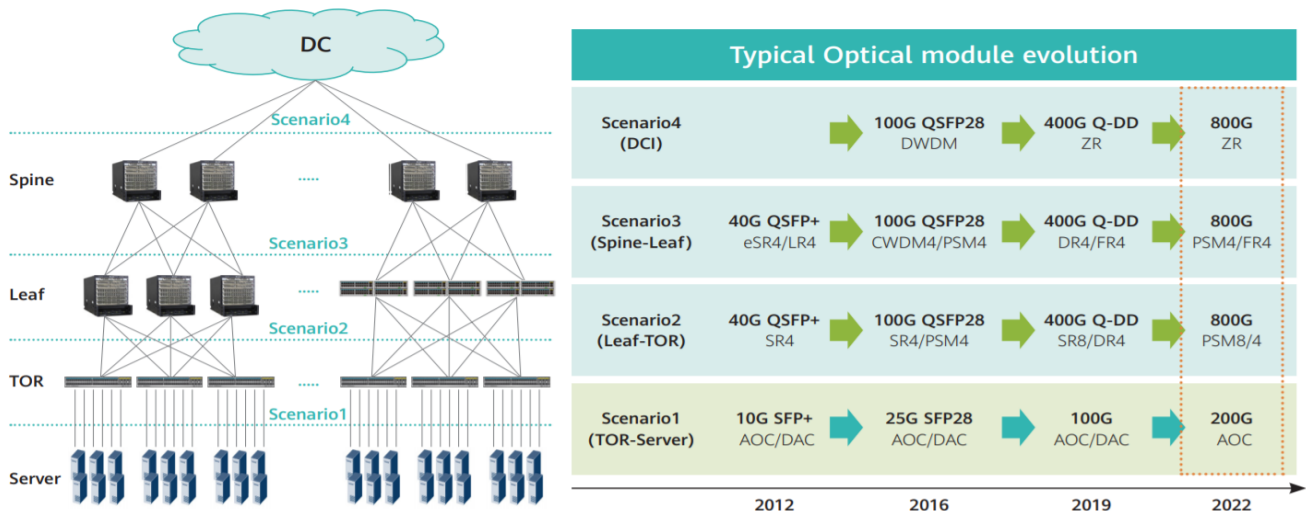 DC
Scenario4
Spine
.....
.....
Scenario3
Leaf
.....
Scenario2
TOR
.....
Scenario1
Server
Typical Optical module evolution
Scenario4
(DCI)
100G QSFP28
DWDM
400G Q-DD
ZR
800G
ZR
Scenario3
(Spine-Leaf)
40G QSFP+
eSR4/LR4
100G QSFP28
CWDM4/PSM4
400G Q-DD
DR4/FR4
800G
PSM4/FR4
Scenario2
(Leaf-TOR)
40G QSFP+
SR4
100G QSFP28
SR4/PSM4
400G Q-DD
SR8/DR4
800G
PSM8/4
Scenario1
(TOR-Server)
10G SFP+
AOC/DAC
25G SFP28
AOC/DAC
100G
AOC/DAC
200G
AOC
2012
2016
2019
2022